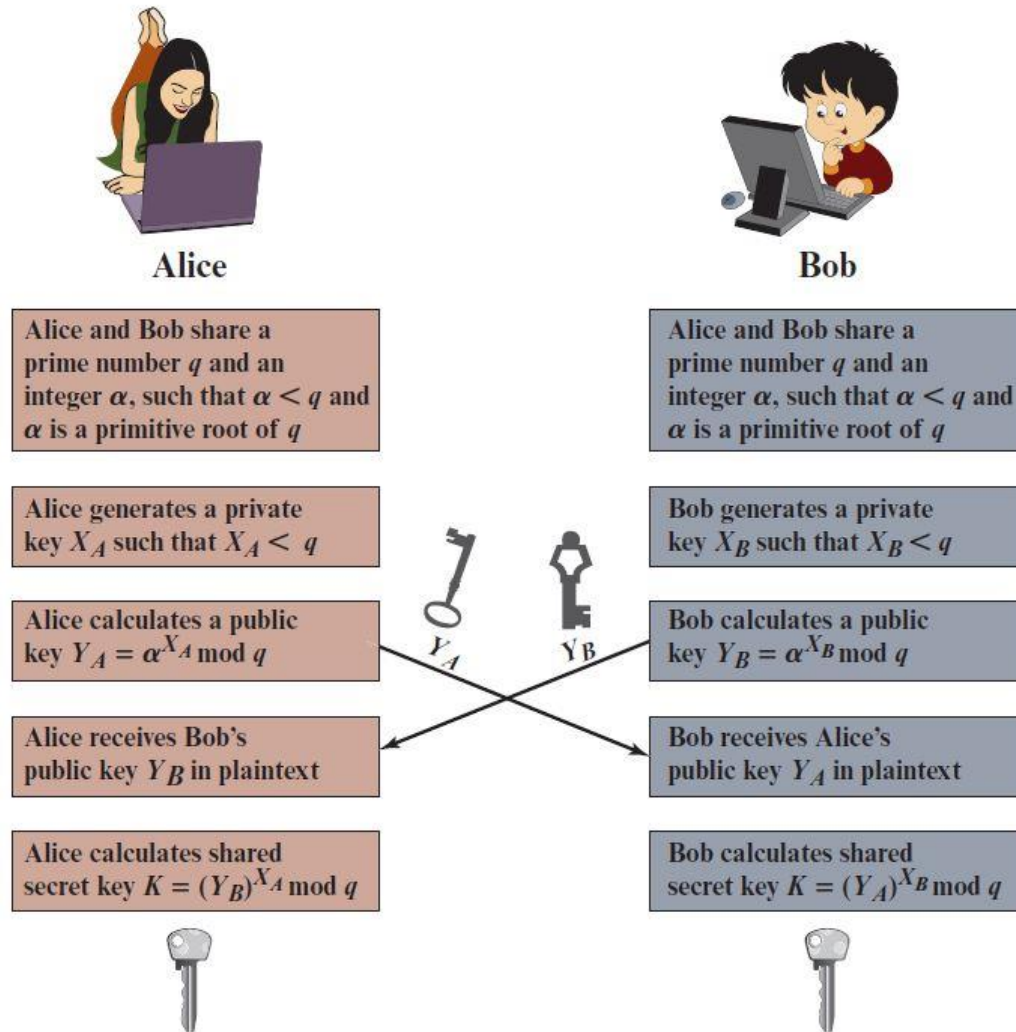 Alice
Alice and Bob share a
prime number q and an
integer α, such that α < q and
α is a primitive root of q
Alice generates a private
key X_A such that X_A < q
Alice calculates a public
key Y_A = α^{X_A} mod q
Alice receives Bob's
public key Y_B in plaintext
Alice calculates shared
secret key K = (Y_B)^{X_A} mod q
Y_A
Y_B
Bob
Alice and Bob share a
prime number q and an
integer α, such that α < q and
α is a primitive root of q
Bob generates a private
key X_B such that X_B < q
Bob calculates a public
key Y_B = α^{X_B} mod q
Bob receives Alice's
public key Y_A in plaintext
Bob calculates shared
secret key K = (Y_A)^{X_B} mod q